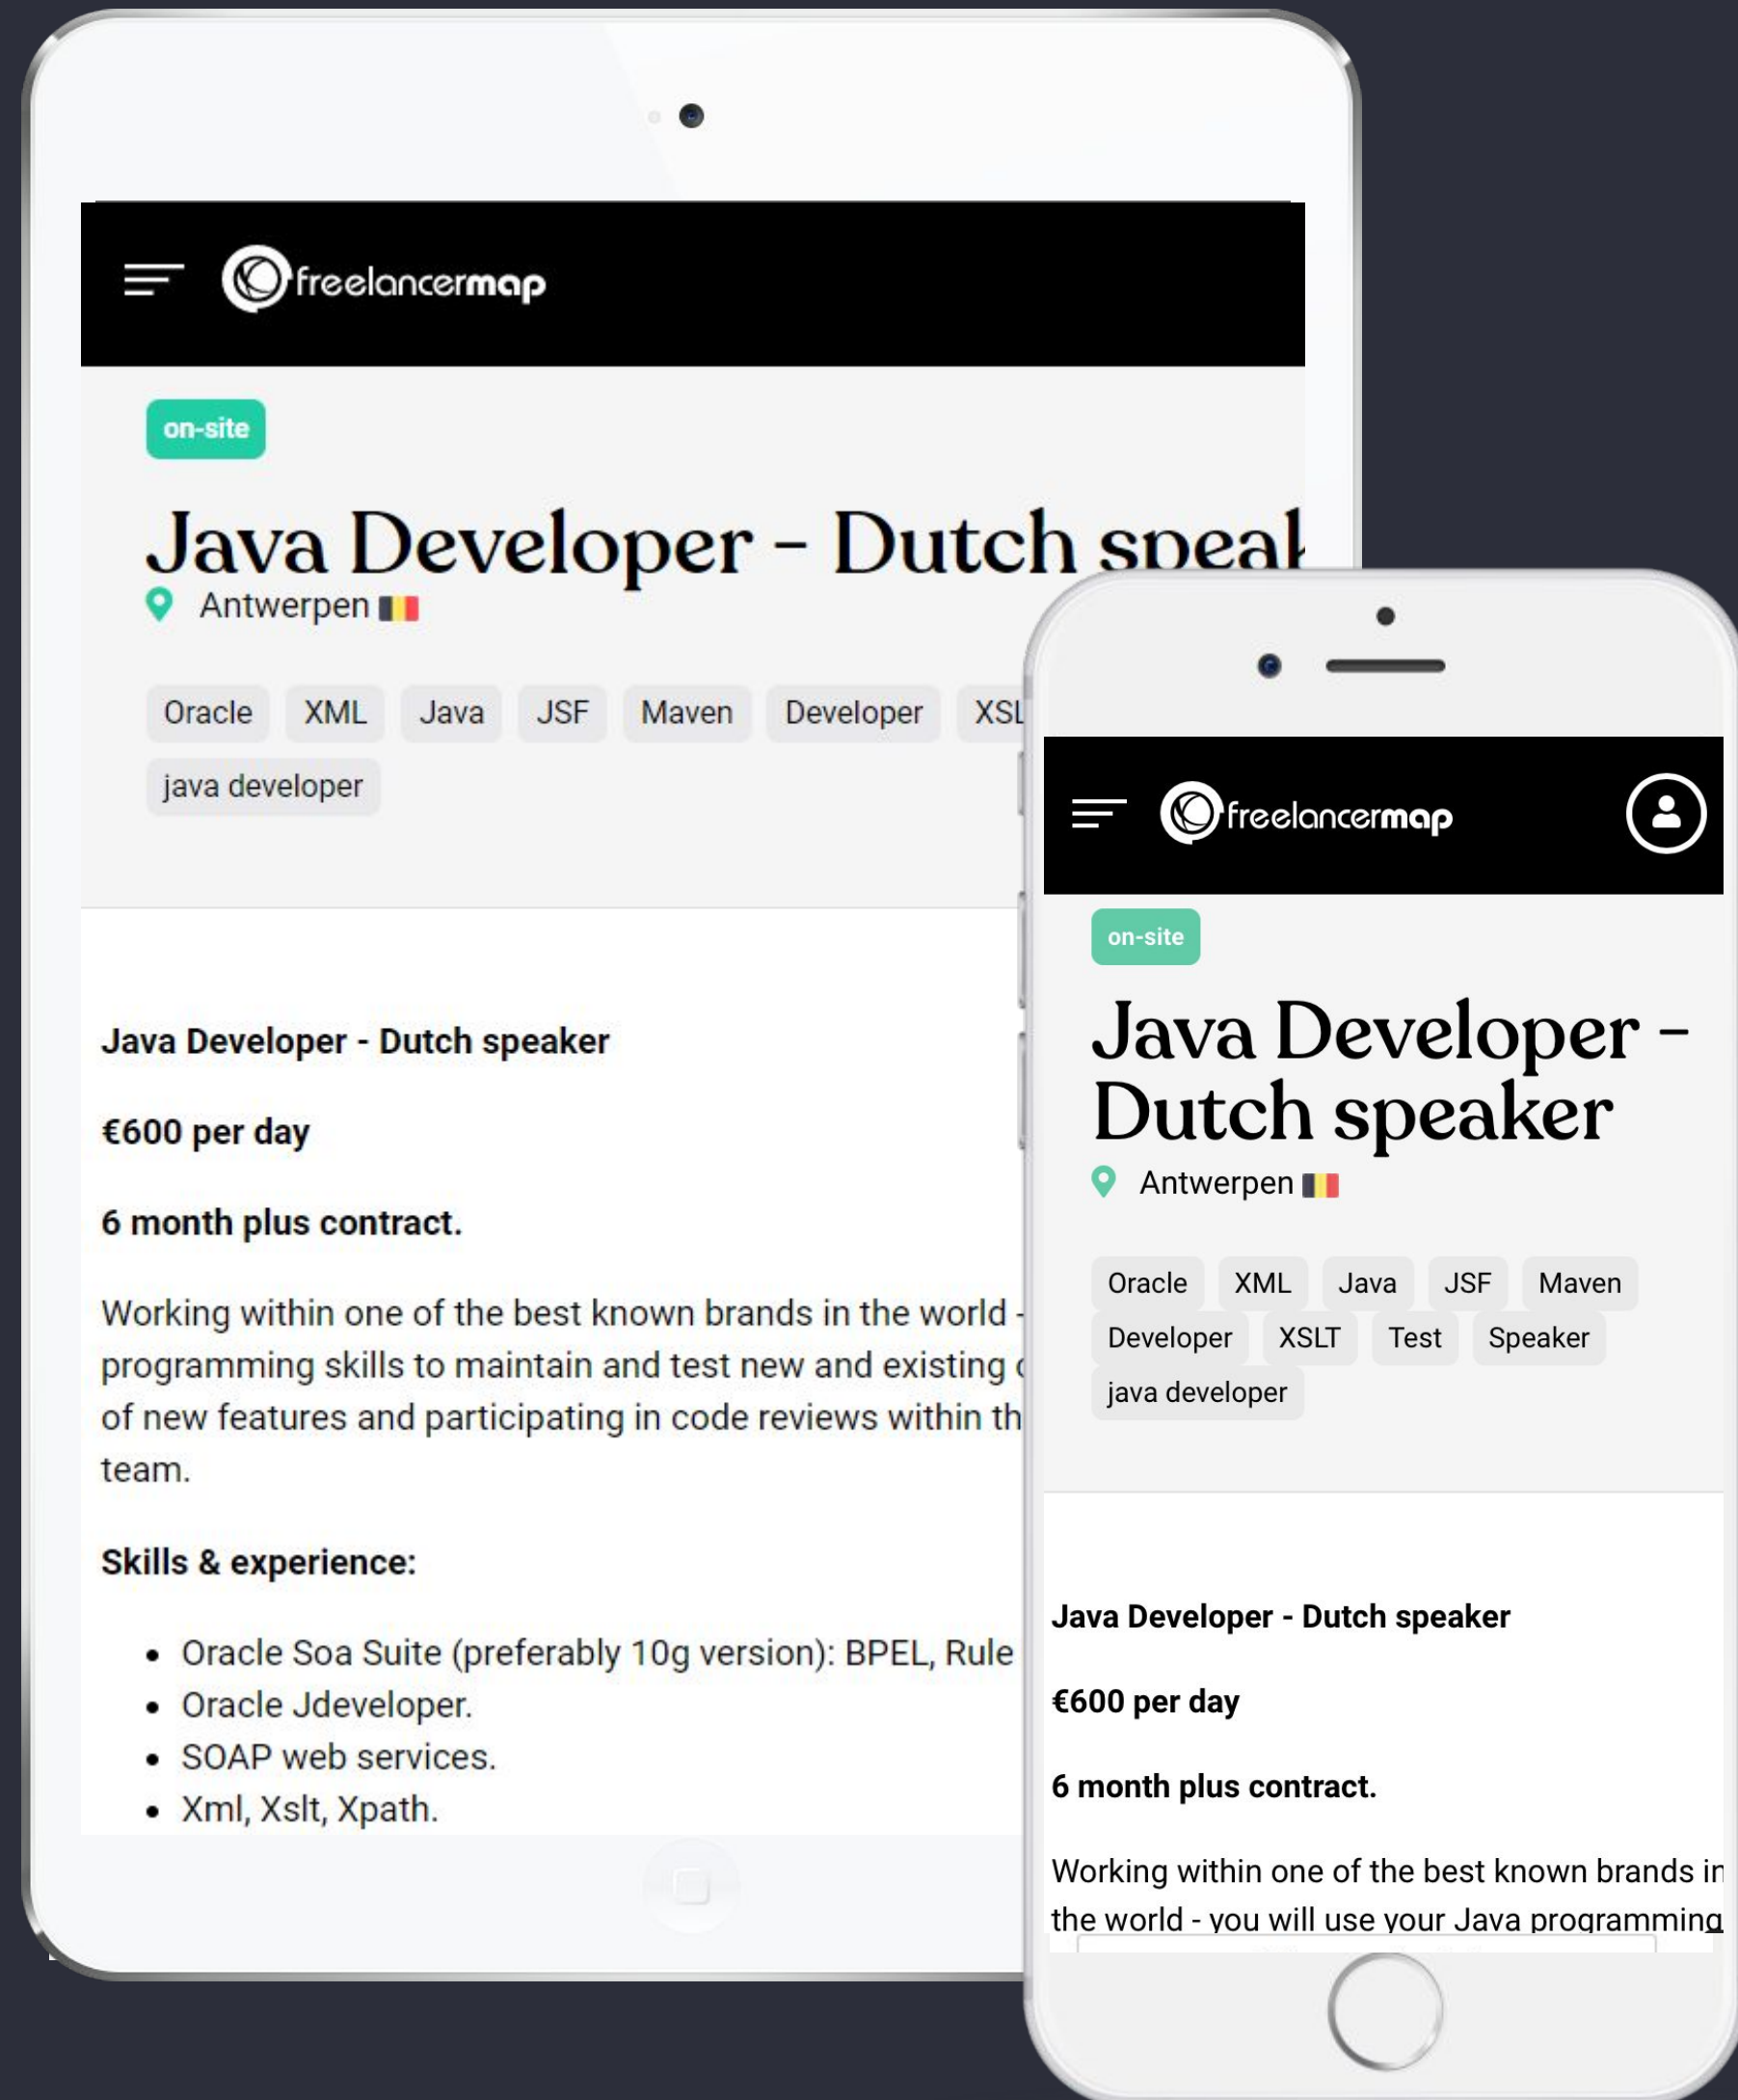 freelancermap
on-site
Java Developer - Dutch speak
Antwerpen
Oracle XML Java JSF Maven Developer XSL
java developer
Java Developer - Dutch speaker
€600 per day
6 month plus contract.
Working within one of the best known brands in the world -
programming skills to maintain and test new and existing
of new features and participating in code reviews within th
team.
Skills & experience:
• Oracle Soa Suite (preferably 10g version): BPEL, Rule
• Oracle Jdeveloper.
• SOAP web services.
• Xml, Xslt, Xpath.
freelancermap
on-site
Java Developer -
Dutch speaker
Antwerpen
Oracle XML Java JSF Maven
Developer XSLT Test Speaker
java developer
Java Developer - Dutch speaker
€600 per day
6 month plus contract.
Working within one of the best known brands in
the world - you will use your Java programming